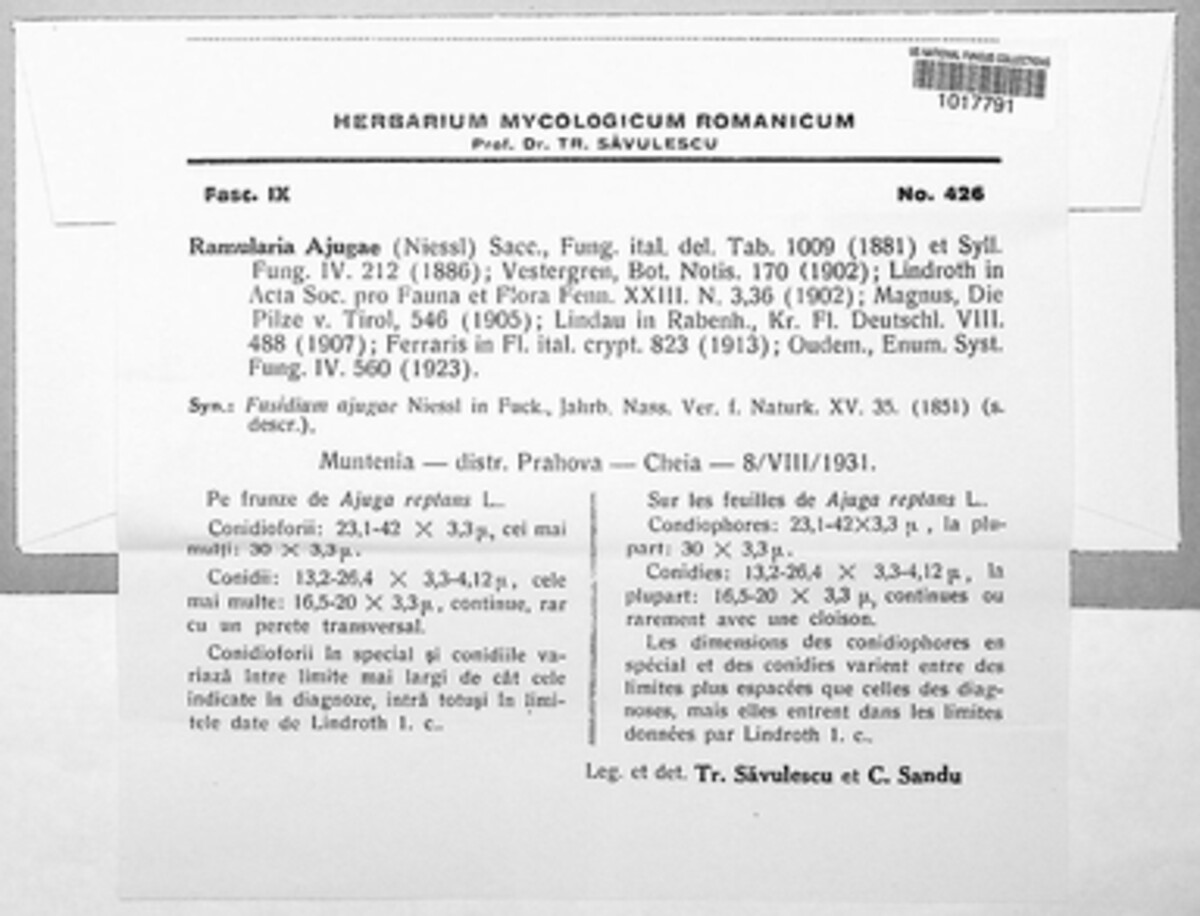 US NATIONAL FUNGUS COLLECTIONS
1017791
HERBARIUM MYCOLOGICUM ROMANICUM
Prof. Dr. TR. SĂVULESCU
Fasc. IX
No. 426
Ramularia Ajugae (Niessl) Sacc., Fung. ital. del. Tab. 1009 (1881) et Syll.
Fung. IV. 212 (1886); Vestergren, Bot. Notis. 170 (1902); Lindroth in
Acta Soc. pro Fauna et Flora Fenn. XXIII. N. 3,36 (1902); Magnus, Die
Pilze v. Tirol, 546 (1905); Lindau in Rabenh., Kr. Fl. Deutschl. VIII.
488 (1907); Ferraris in Fl. ital. crypt. 823 (1913); Oudem., Enum. Syst.
Fung. IV. 560 (1923).
Syn.: Fusidium ajugae Niessl in Fuck., Jahrb. Nass. Ver. f. Naturk. XV. 35. (1851) (s.
descr.).
Muntenia — distr. Prahova — Cheia — 8/VIII/1931.
Pe frunze de Ajuga reptans L..
Conidioforii: 23,1-42 × 3,3 µ, cei mai
mulți: 30 × 3,3 µ.
Conidii: 13,2-26,4 × 3,3-4,12 µ, cele
mai multe: 16,5-20 × 3,3 µ, continue, rar
cu un perete transversal.
Conidioforii în special și conidiile va-
riază între limite mai largi de cât cele
indicate în diagnoze, intră totuși în limi-
tele date de Lindroth l. c..
Sur les feuilles de Ajuga reptans L..
Condiophores: 23,1-42×3,3 µ , la plu-
part: 30 × 3,3 µ.
Conidies: 13,2-26,4 × 3,3-4,12 µ, la
plupart: 16,5-20 × 3,3 µ, continues ou
rarement avec une cloison.
Les dimensions des conidiophores en
spécial et des conidies varient entre des
limites plus espacées que celles des diag-
noses, mais elles entrent dans les limites
données par Lindroth l. c..
Leg. et det. Tr. Săvulescu et C. Sandu